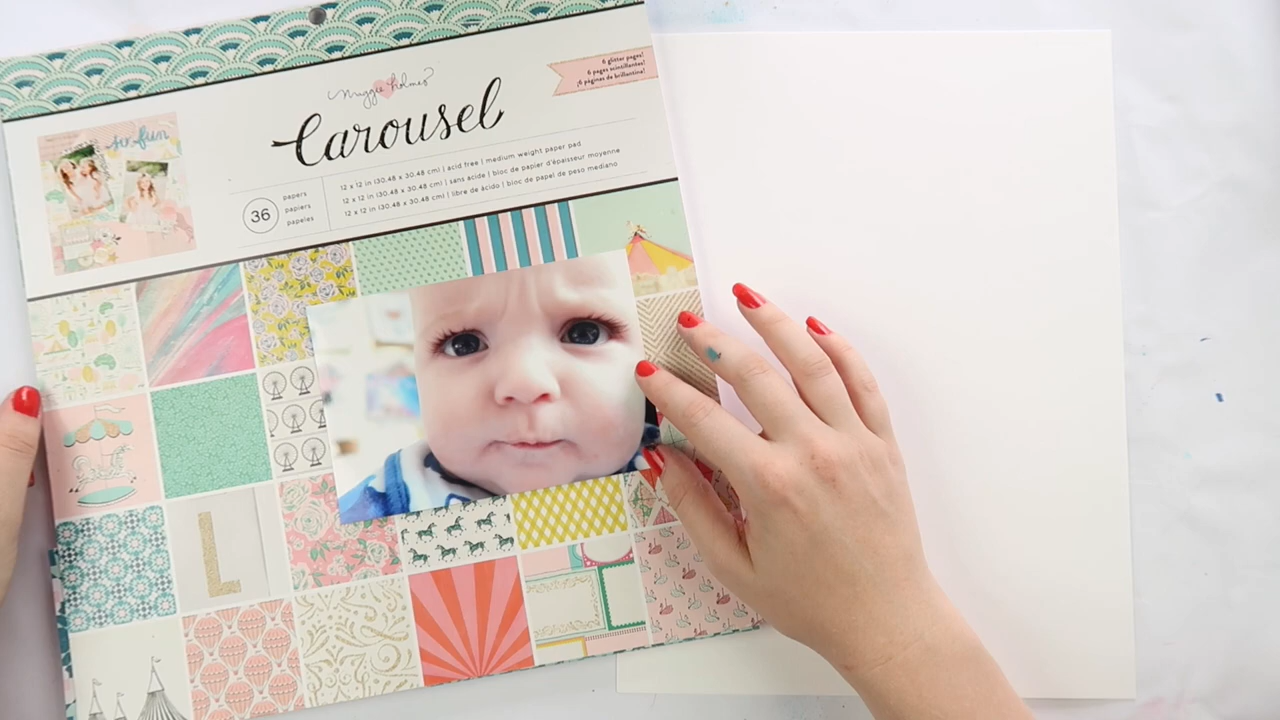 6 glitter pages!
6 pages scintillantes!
¡6 páginas de brillantina!
maggie holmes
Carousel
so fun
36
papers
papiers
papeles
12 x 12 in (30.48 x 30.48 cm) | acid free | medium weight paper pad
12 x 12 in (30.48 x 30.48 cm) | sans acide | bloc de papier d'épaisseur moyenne
12 x 12 in (30.48 x 30.48 cm) | libre de ácido | bloc de papel de peso mediano
L